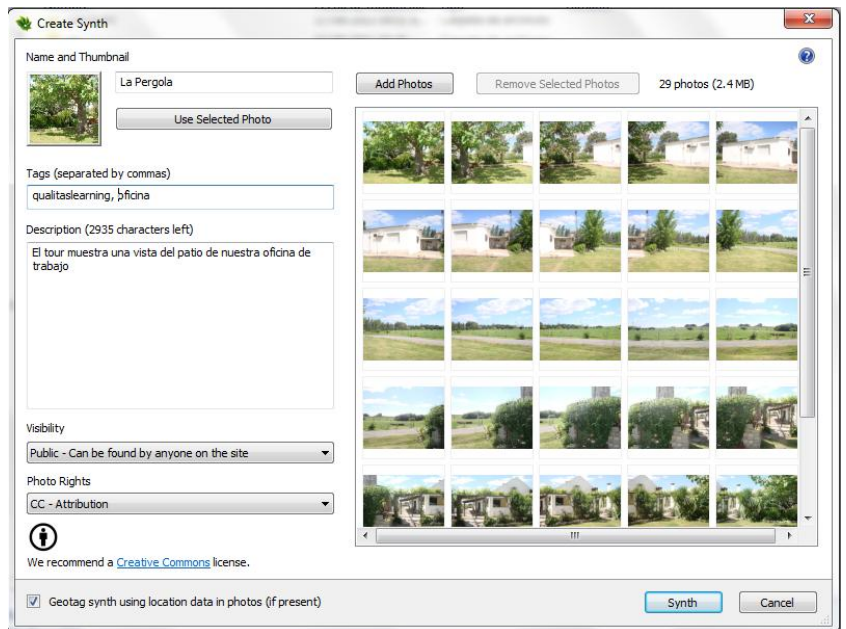 Create Synth
Name and Thumbnail
La Pergola
Use Selected Photo
Add Photos
Remove Selected Photos
29 photos (2.4 MB)
Tags (separated by commas)
qualitaslearning, oficina
Description (2935 characters left)
El tour muestra una vista del patio de nuestra oficina de
trabajo
Visibility
Public - Can be found by anyone on the site
Photo Rights
CC - Attribution
We recommend a Creative Commons license.
Geotag synth using location data in photos (if present)
Synth
Cancel